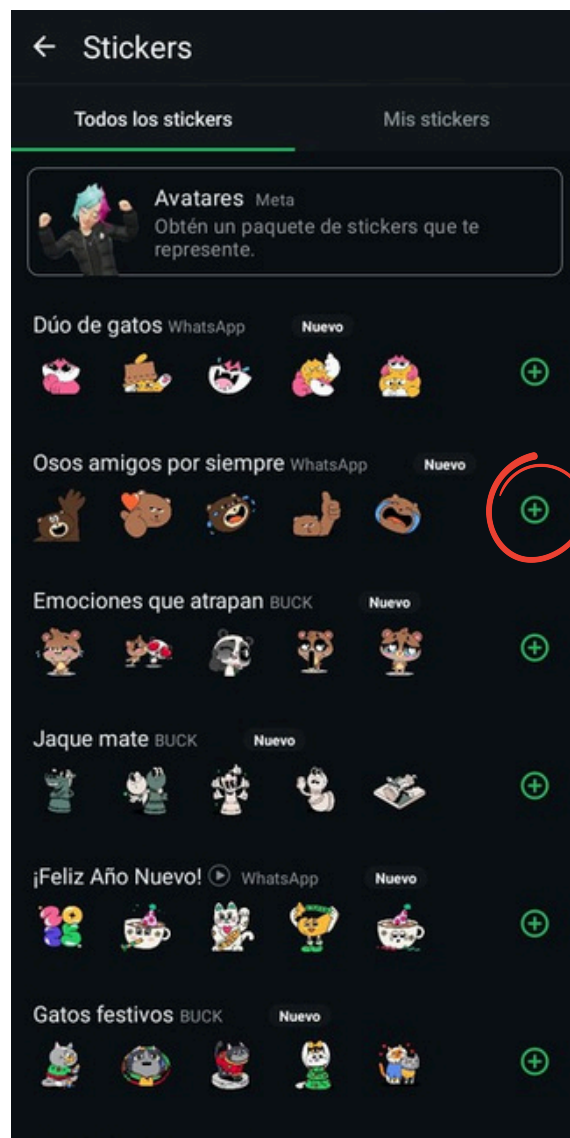 Stickers
Todos los stickers Mis stickers
Avatares Meta
Obtén un paquete de stickers que te
represente.
Dúo de gatos WhatsApp Nuevo
Osos amigos por siempre WhatsApp Nuevo
Emociones que atrapan BUCK Nuevo
Jaque mate BUCK Nuevo
¡Feliz Año Nuevo! WhatsApp Nuevo
Gatos festivos BUCK Nuevo